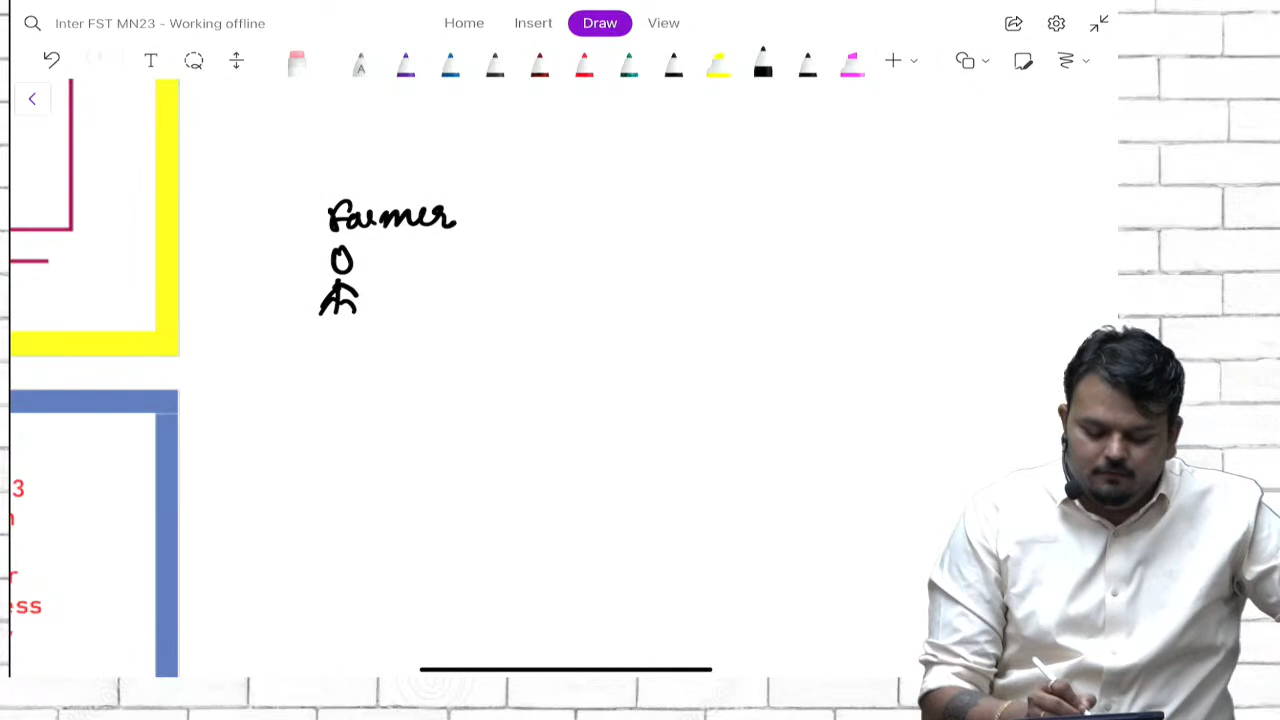 Inter FST MN23 - Working offline
Home Insert Draw View
T
A
Farmer
3
r
ess